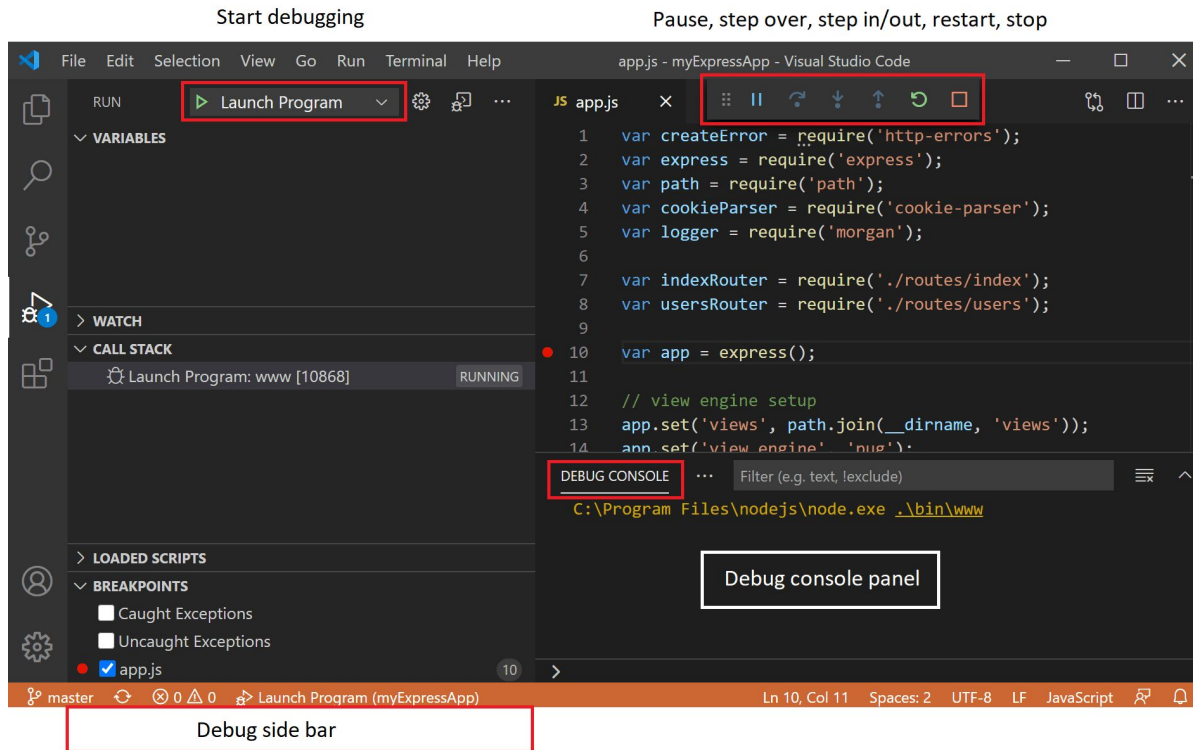 Start debugging
Pause, step over, step in/out, restart, stop
File Edit Selection View Go Run Terminal Help
app.js - myExpressApp - Visual Studio Code
RUN
Launch Program
JS app.js
VARIABLES
WATCH
CALL STACK
Launch Program: www [10868] RUNNING
LOADED SCRIPTS
BREAKPOINTS
Caught Exceptions
Uncaught Exceptions
app.js 10
1
1 var createError = require('http-errors');
2 var express = require('express');
3 var path = require('path');
4 var cookieParser = require('cookie-parser');
5 var logger = require('morgan');
6
7 var indexRouter = require('./routes/index');
8 var usersRouter = require('./routes/users');
9
10 var app = express();
11
12 // view engine setup
13 app.set('views', path.join(__dirname, 'views'));
14 app.set('view engine', 'pug');
DEBUG CONSOLE
Filter (e.g. text, !exclude)
C:\Program Files\nodejs\node.exe .\bin\www
Debug console panel
master 0 0 Launch Program (myExpressApp) Ln 10, Col 11 Spaces: 2 UTF-8 LF JavaScript
Debug side bar